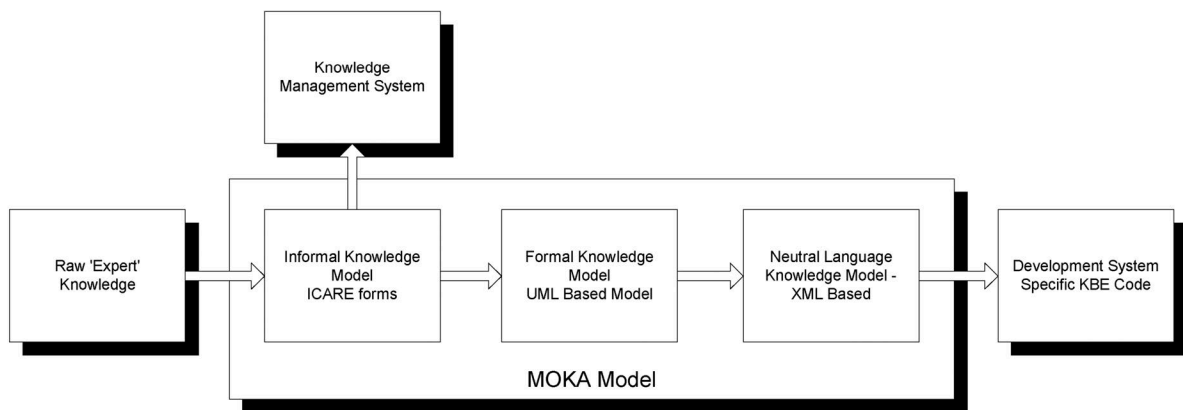 Knowledge
Management System
Raw 'Expert'
Knowledge
Informal Knowledge
Model
ICARE forms
Formal Knowledge
Model
UML Based Model
Neutral Language
Knowledge Model -
XML Based
Development System
Specific KBE Code
MOKA Model